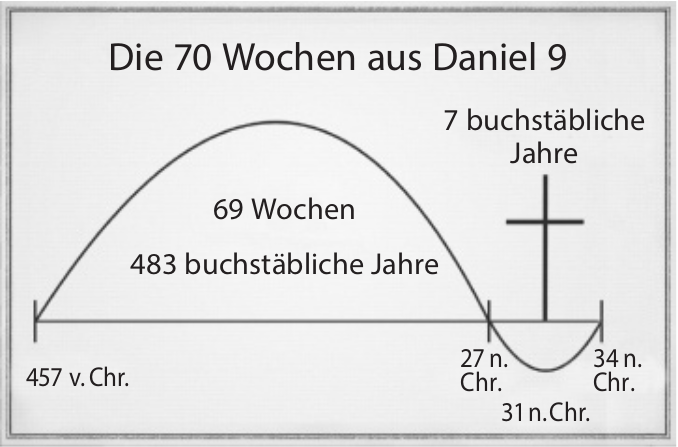 Die 70 Wochen aus Daniel 9
7 buchstäbliche
Jahre
69 Wochen
483 buchstäbliche Jahre
457 v. Chr.
27 n.
Chr.
31 n. Chr.
34 n.
Chr.